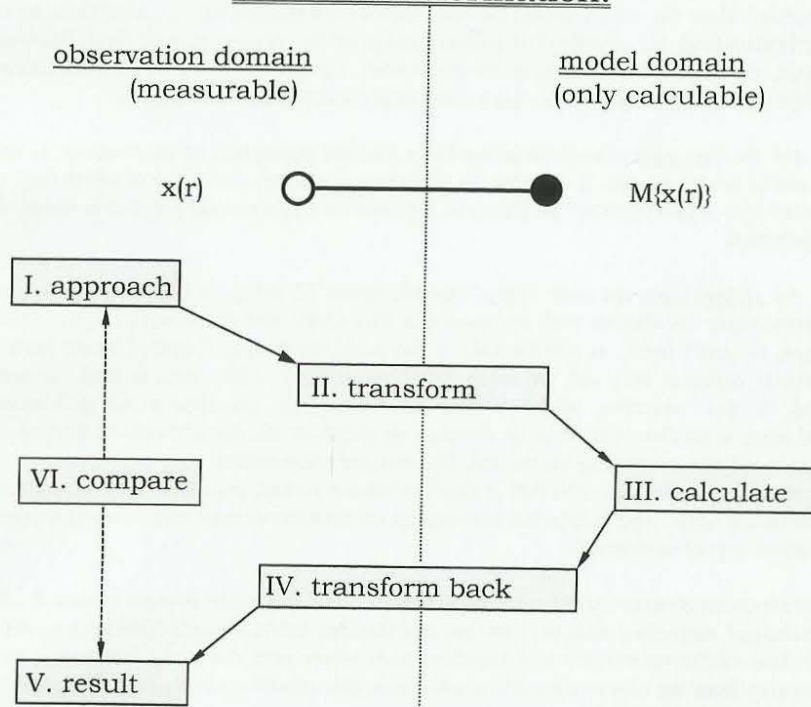 observation domain
(measurable)
model domain
(only calculable)
x(r)
M{x(r)}
I. approach
II. transform
VI. compare
III. calculate
IV. transform back
V. result